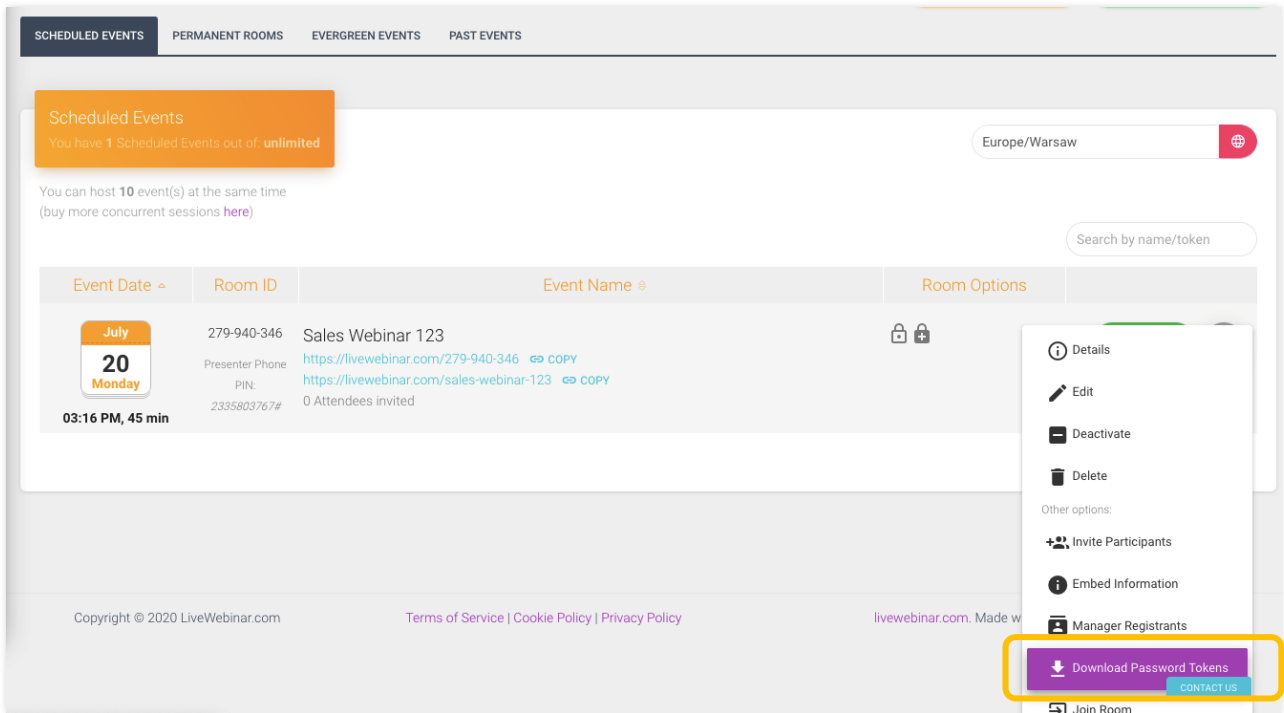 SCHEDULED EVENTS PERMANENT ROOMS EVERGREEN EVENTS PAST EVENTS
Scheduled Events
You have 1 Scheduled Events out of: unlimited
Europe/Warsaw
You can host 10 event(s) at the same time
(buy more concurrent sessions here)
Search by name/token
Event Date Room ID Event Name Room Options
July
20
Monday
03:16 PM, 45 min
279-940-346
Presenter Phone
PIN:
2335803767#
Sales Webinar 123
https://livewebinar.com/279-940-346 COPY
https://livewebinar.com/sales-webinar-123 COPY
0 Attendees invited
Details
Edit
Deactivate
Delete
Other options:
Invite Participants
Embed Information
Manager Registrants
Download Password Tokens
CONTACT US
Join Room
Copyright © 2020 LiveWebinar.com Terms of Service | Cookie Policy | Privacy Policy livewebinar.com. Made w